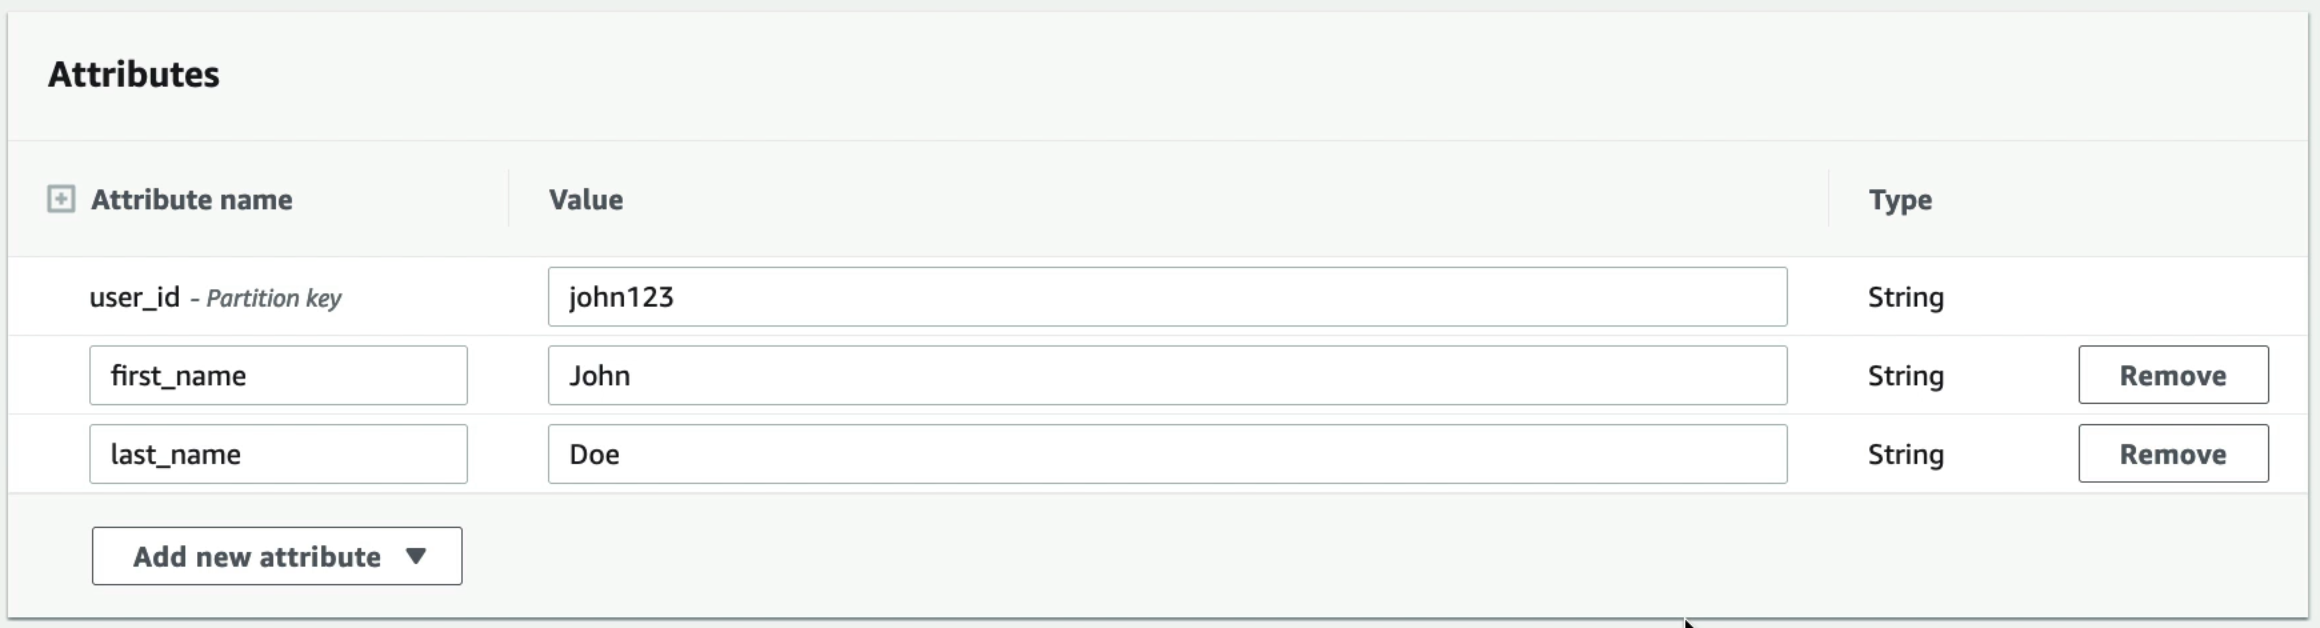 Attributes
Attribute name Value Type
user_id - Partition key john123 String
first_name John String Remove
last_name Doe String Remove
Add new attribute